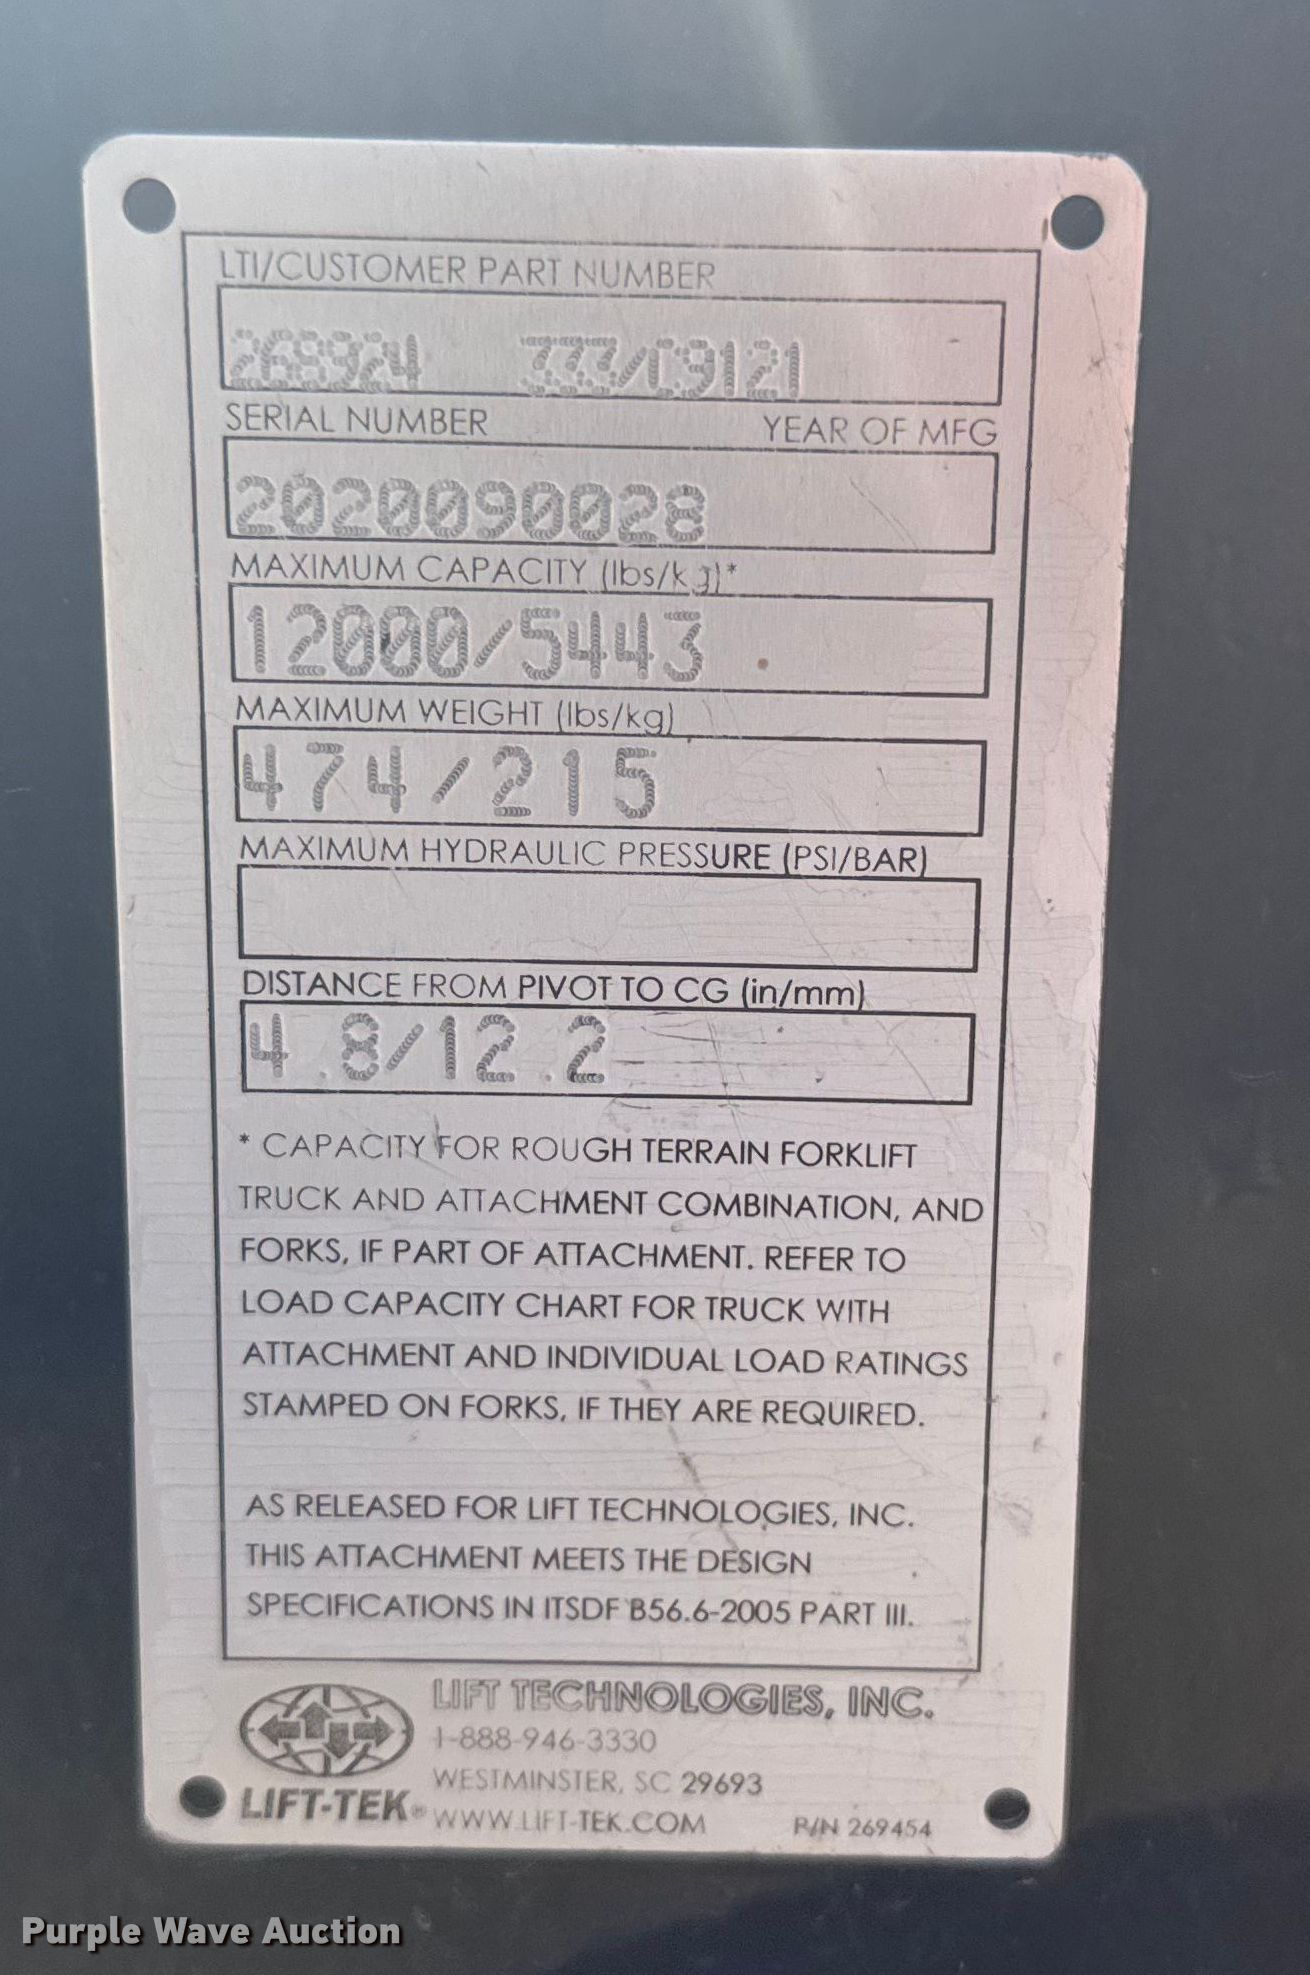 LTI/CUSTOMER PART NUMBER
333/C9121
SERIAL NUMBER YEAR OF MFG
2020090028
MAXIMUM CAPACITY (lbs/kg)*
12000/5443
MAXIMUM WEIGHT (lbs/kg)
474/215
MAXIMUM HYDRAULIC PRESSURE (PSI/BAR)
DISTANCE FROM PIVOT TO CG (in/mm)
4.8/12.2
* CAPACITY FOR ROUGH TERRAIN FORKLIFT
TRUCK AND ATTACHMENT COMBINATION, AND
FORKS, IF PART OF ATTACHMENT. REFER TO
LOAD CAPACITY CHART FOR TRUCK WITH
ATTACHMENT AND INDIVIDUAL LOAD RATINGS
STAMPED ON FORKS, IF THEY ARE REQUIRED.
AS RELEASED FOR LIFT TECHNOLOGIES, INC.
THIS ATTACHMENT MEETS THE DESIGN
SPECIFICATIONS IN ITSDF B56.6-2005 PART III.
LIFT TECHNOLOGIES, INC.
1-888-946-3330
WESTMINSTER, SC 29693
LIFT-TEK® WWW.LIFT-TEK.COM P/N 269454
Purple Wave Auction